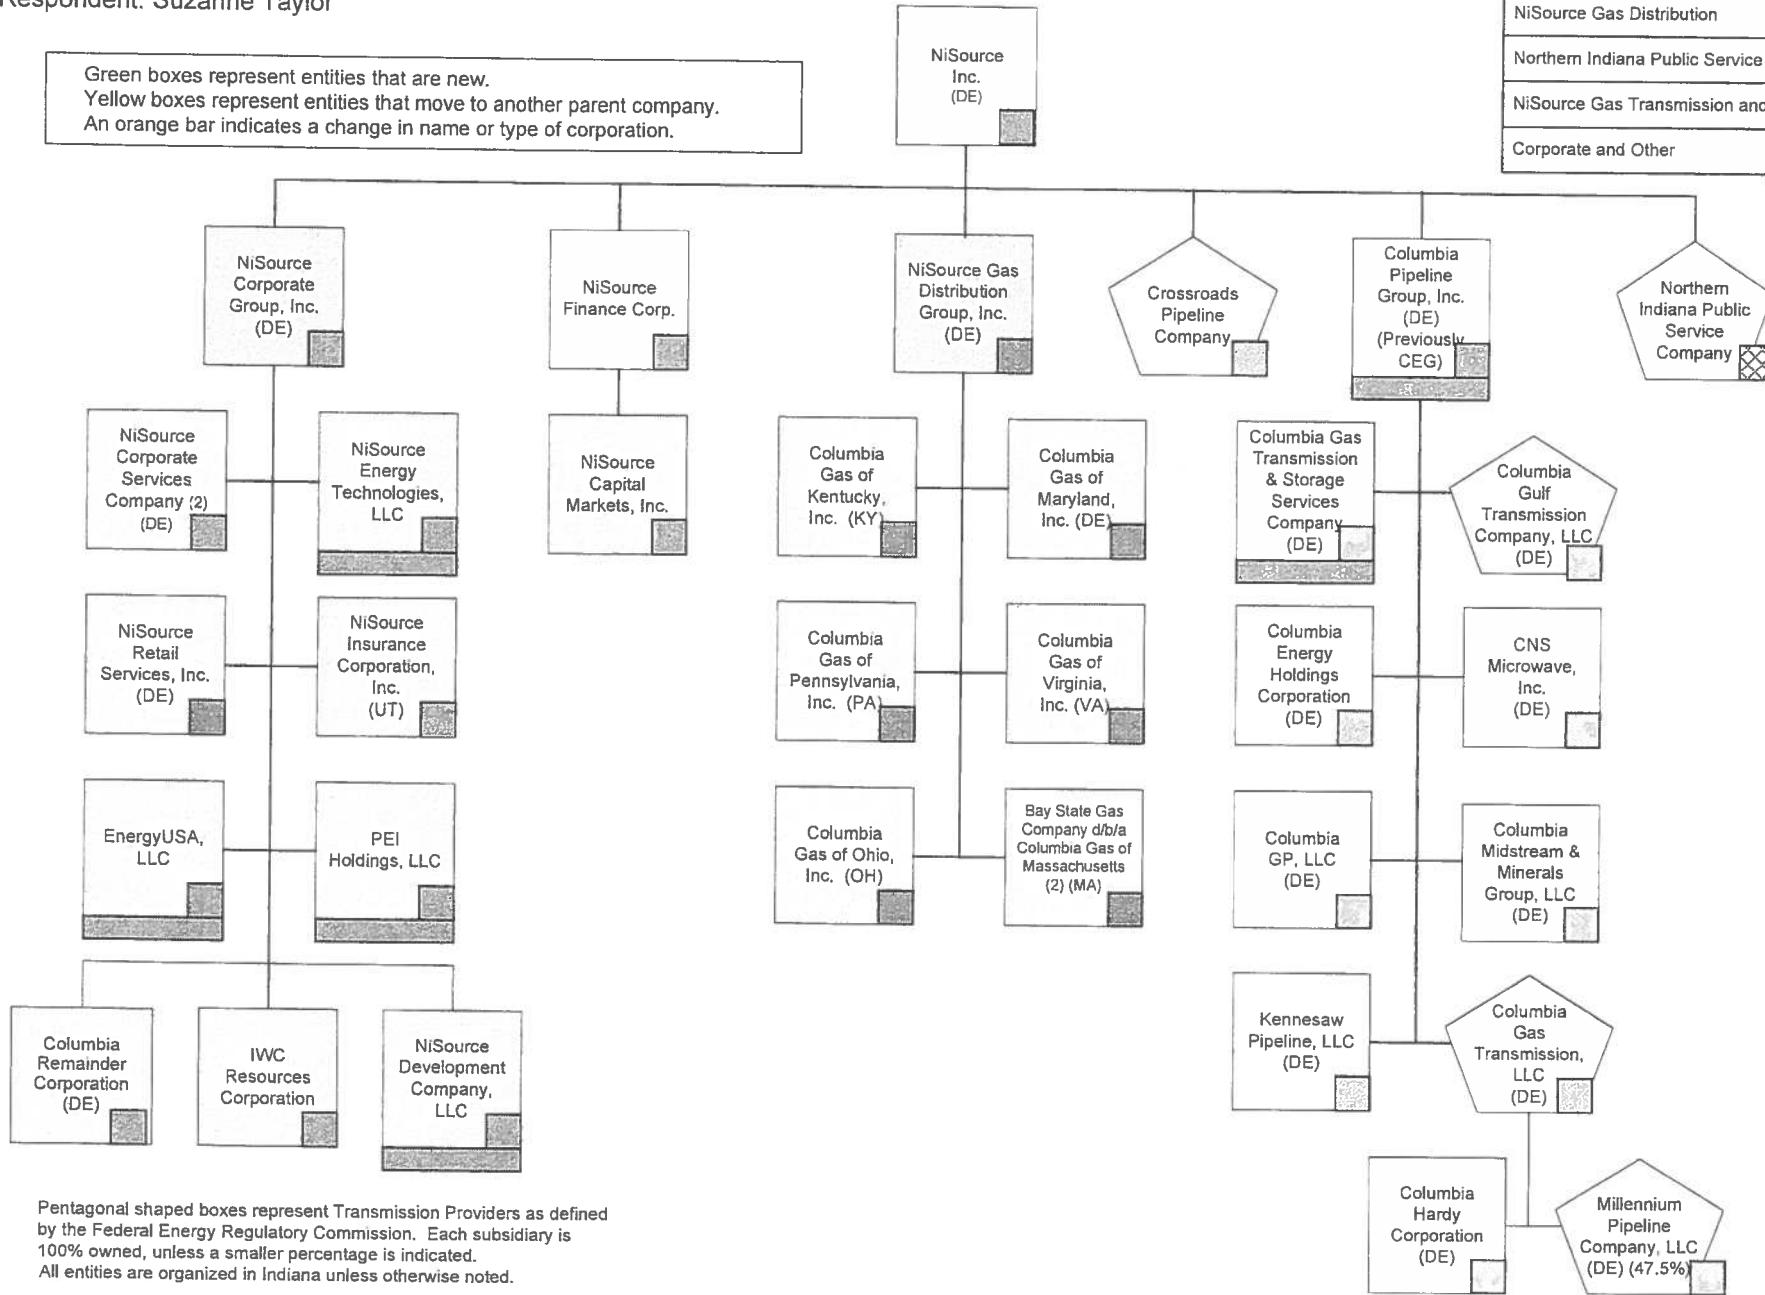 Respondent: Suzanne Taylor
NiSource Gas Distribution
Northern Indiana Public Service
NiSource Gas Transmission and
Corporate and Other
Green boxes represent entities that are new.
Yellow boxes represent entities that move to another parent company.
An orange bar indicates a change in name or type of corporation.
NiSource
Inc.
(DE)
NiSource
Corporate
Group, Inc.
(DE)
NiSource
Finance Corp.
NiSource Gas
Distribution
Group, Inc.
(DE)
Crossroads
Pipeline
Company
Columbia
Pipeline
Group, Inc.
(DE)
(Previously
CEG)
Northern
Indiana Public
Service
Company
NiSource
Corporate
Services
Company (2)
(DE)
NiSource
Energy
Technologies,
LLC
NiSource
Capital
Markets, Inc.
Columbia
Gas of
Kentucky,
Inc. (KY)
Columbia
Gas of
Maryland,
Inc. (DE)
Columbia Gas
Transmission
& Storage
Services
Company
(DE)
Columbia
Gulf
Transmission
Company, LLC
(DE)
NiSource
Retail
Services, Inc.
(DE)
NiSource
Insurance
Corporation,
Inc.
(UT)
Columbia
Gas of
Pennsylvania,
Inc. (PA)
Columbia
Gas of
Virginia,
Inc. (VA)
Columbia
Energy
Holdings
Corporation
(DE)
CNS
Microwave,
Inc.
(DE)
EnergyUSA,
LLC
PEI
Holdings, LLC
Columbia
Gas of Ohio,
Inc. (OH)
Bay State Gas
Company d/b/a
Columbia Gas of
Massachusetts
(2) (MA)
Columbia
GP, LLC
(DE)
Columbia
Midstream &
Minerals
Group, LLC
(DE)
Columbia
Remainder
Corporation
(DE)
IWC
Resources
Corporation
NiSource
Development
Company,
LLC
Kennesaw
Pipeline, LLC
(DE)
Columbia
Gas
Transmission,
LLC
(DE)
Columbia
Hardy
Corporation
(DE)
Millennium
Pipeline
Company, LLC
(DE) (47.5%)
Pentagonal shaped boxes represent Transmission Providers as defined
by the Federal Energy Regulatory Commission. Each subsidiary is
100% owned, unless a smaller percentage is indicated.
All entities are organized in Indiana unless otherwise noted.